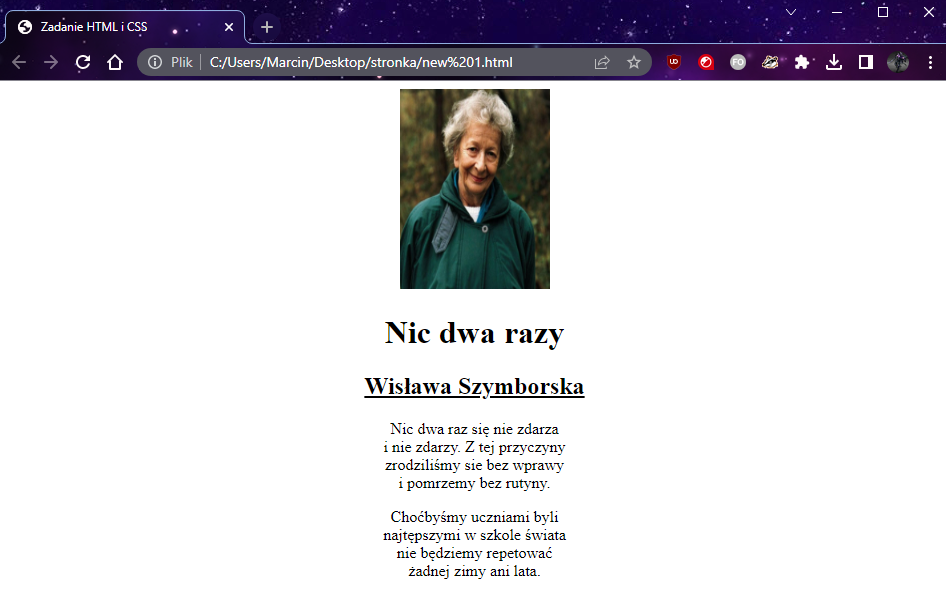 Zadanie HTML i CSS
Plik
C:/Users/Marcin/Desktop/stronka/new%201.html
UD
FO
Nic dwa razy
Wisława Szymborska
Nic dwa raz się nie zdarza
i nie zdarzy. Z tej przyczyny
zrodziliśmy sie bez wprawy
i pomrzemy bez rutyny.
Choćbyśmy uczniami byli
najtępszymi w szkole świata
nie będziemy repetować
żadnej zimy ani lata.